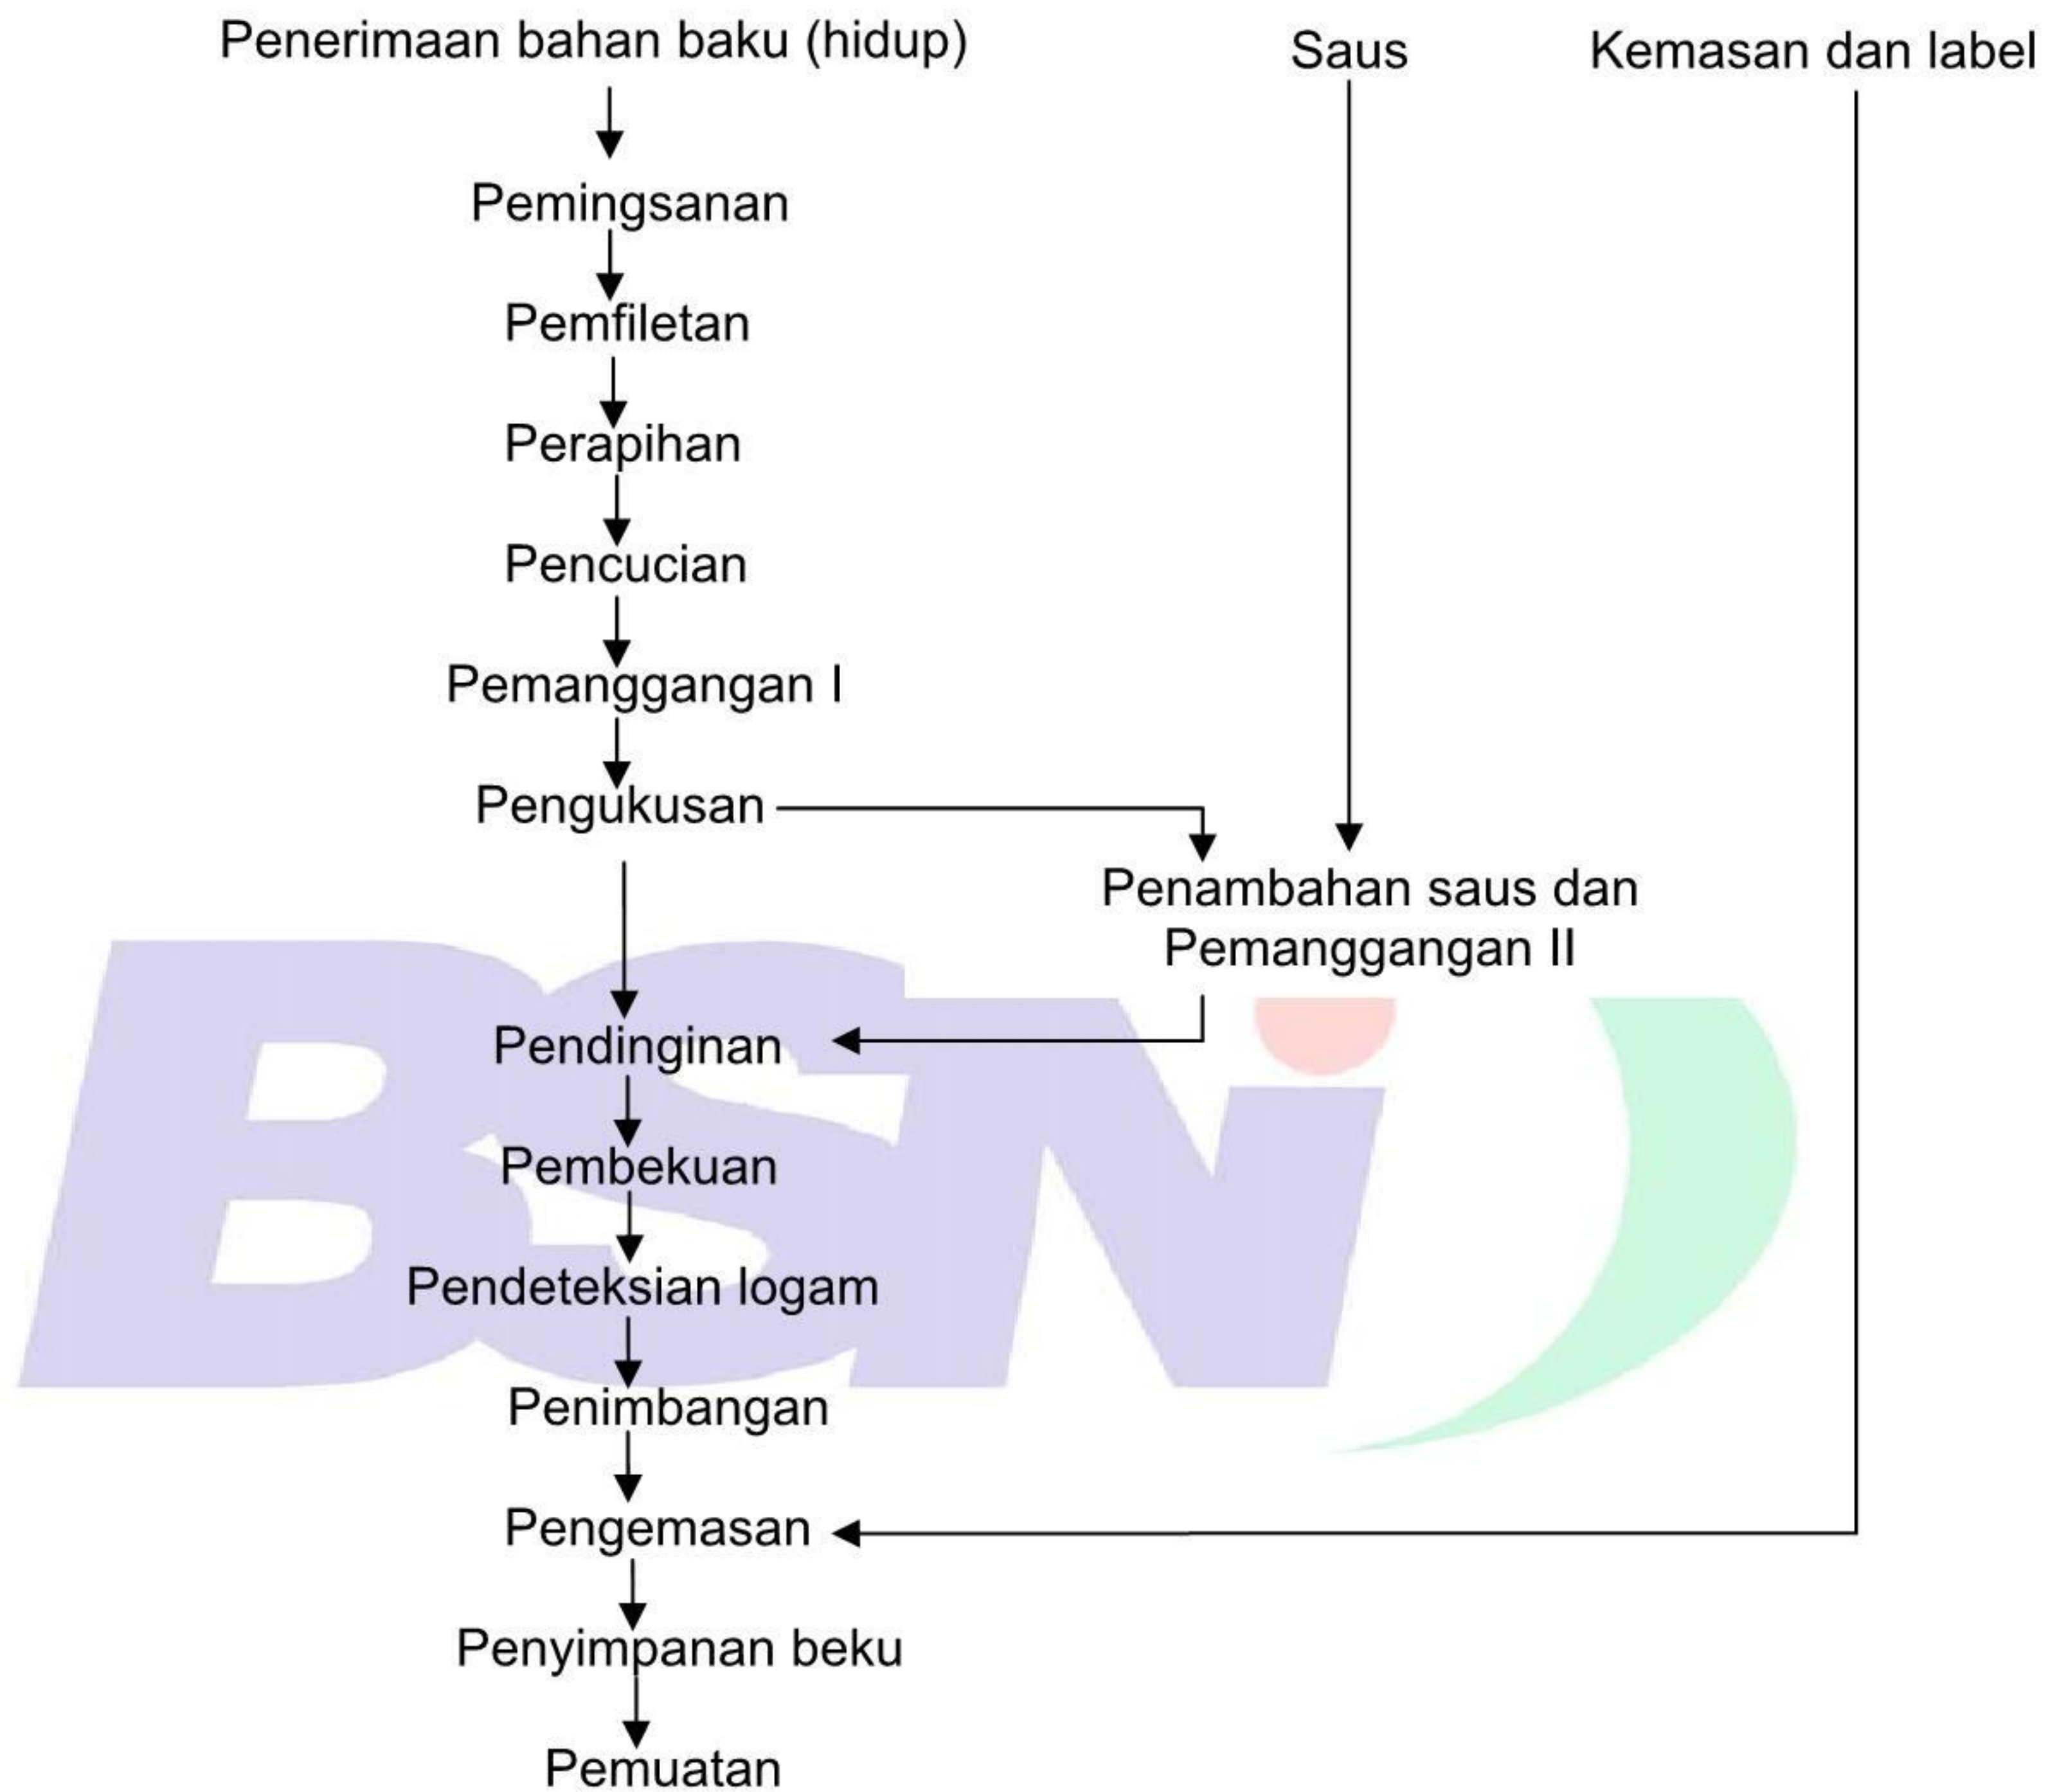 Penerimaan bahan baku (hidup)
Saus
Kemasan dan label
Pemingsanan
Pemfiletan
Perapihan
Pencucian
Pemanggangan I
Pengukusan
Penambahan saus dan
Pemanggangan II
Pendinginan
Pembekuan
Pendeteksian logam
Penimbangan
Pengemasan
Penyimpanan beku
Pemuatan
BSNi